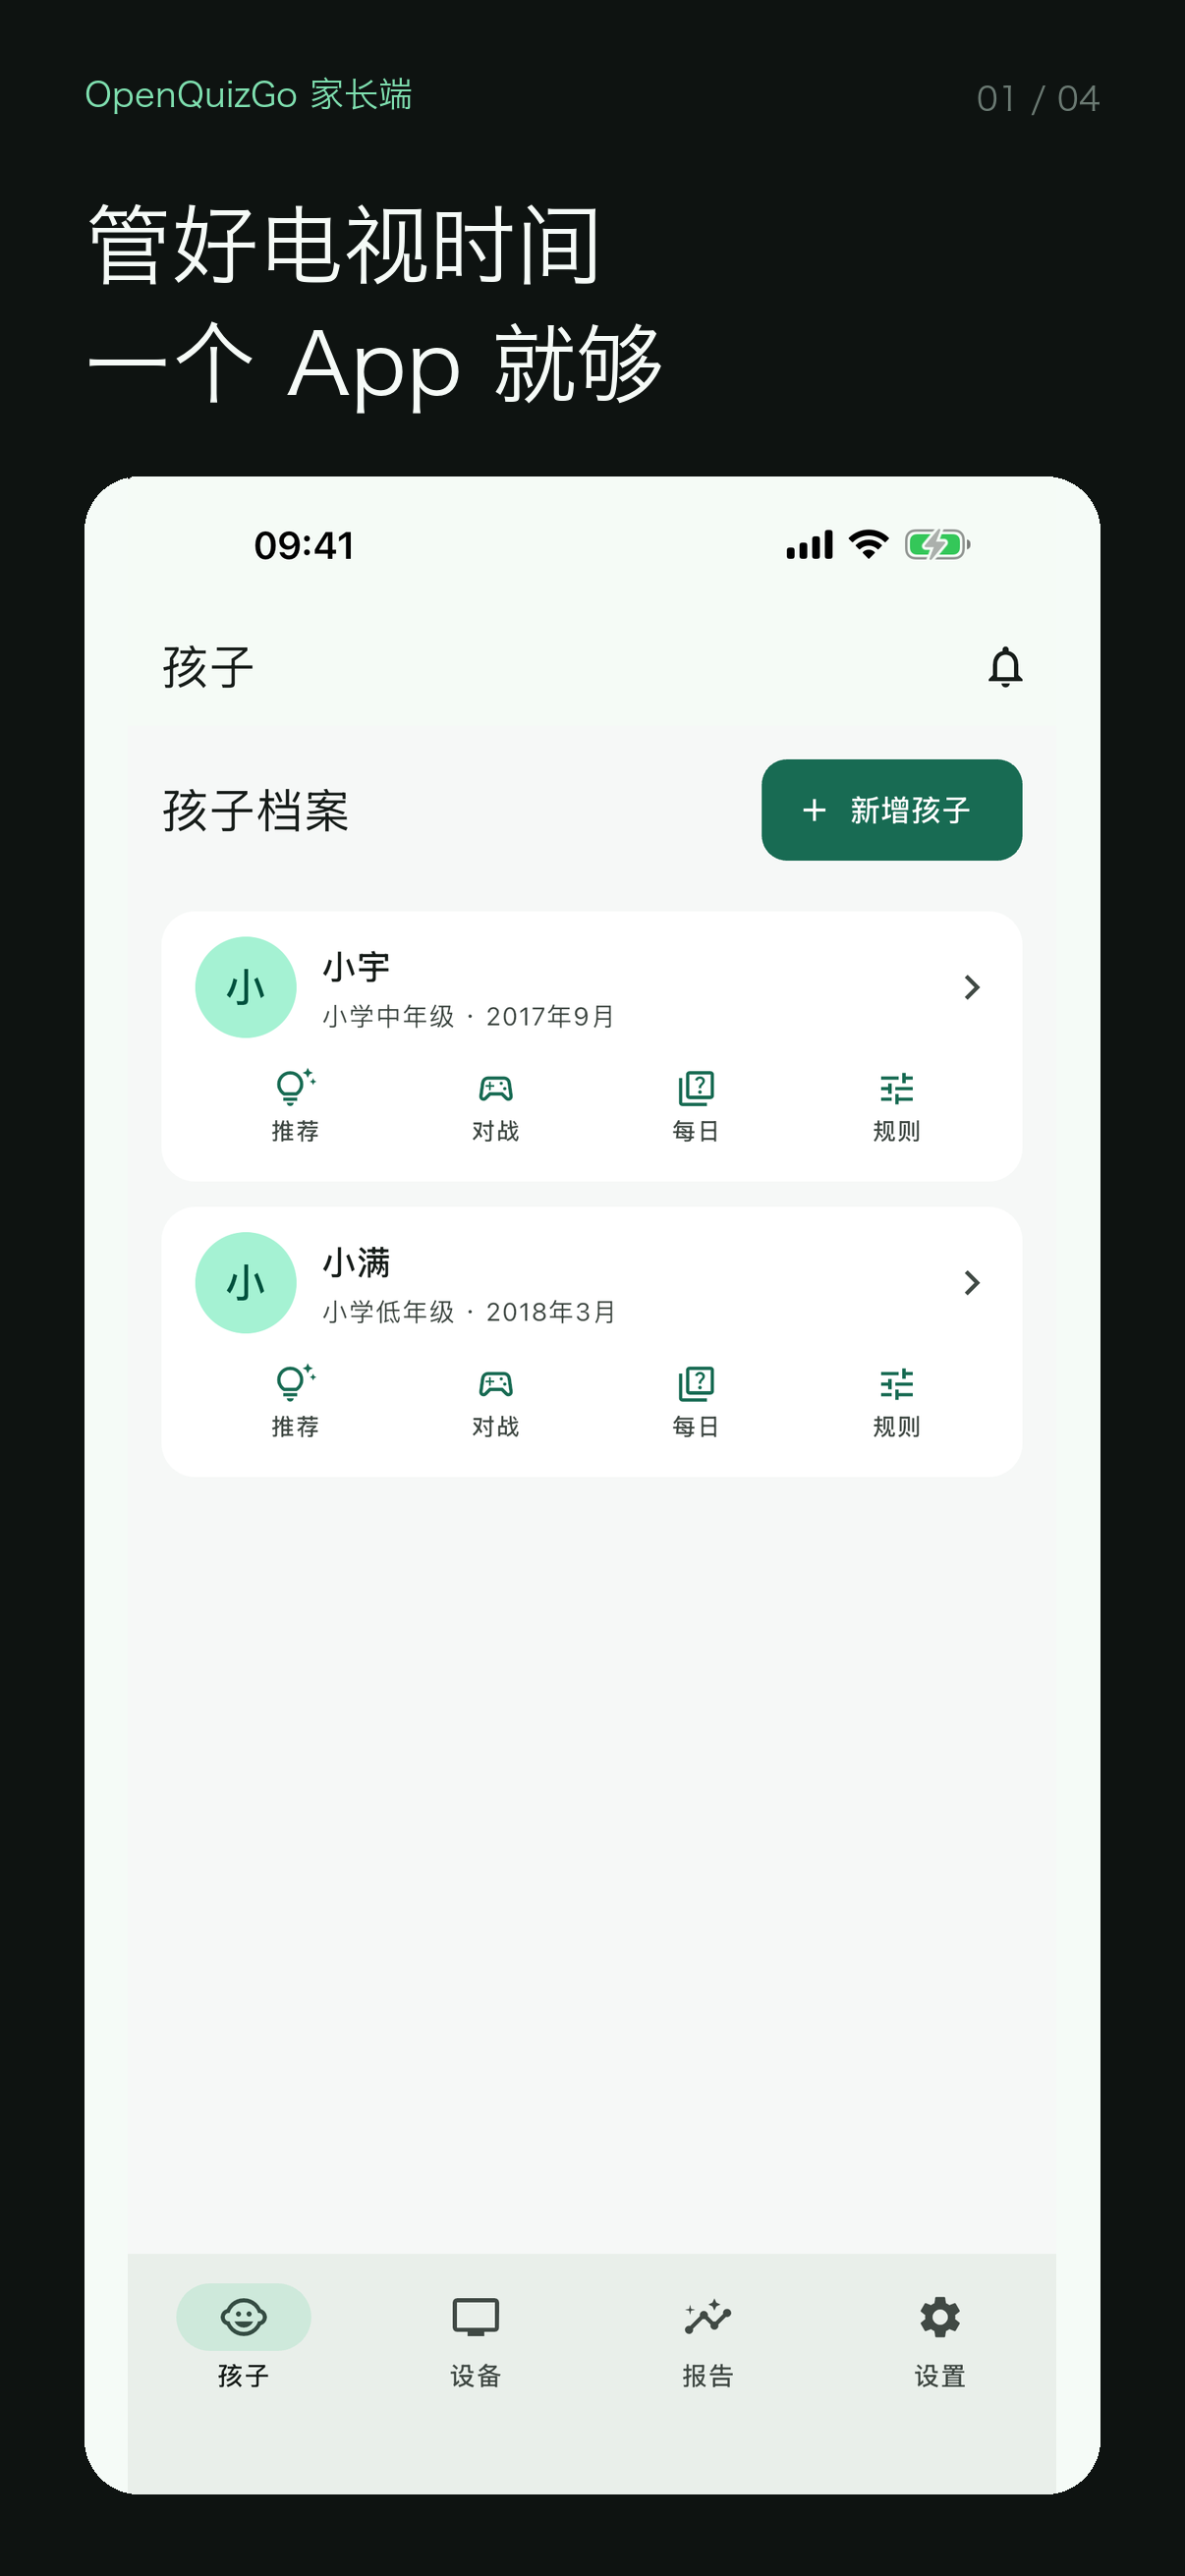 OpenQuizGo 家长端
01 / 04
管好电视时间
一个 App 就够
09:41
孩子
孩子档案
+ 新增孩子
小
小宇
小学中年级 · 2017年9月
推荐
对战
每日
规则
小
小满
小学低年级 · 2018年3月
推荐
对战
每日
规则
孩子
设备
报告
设置